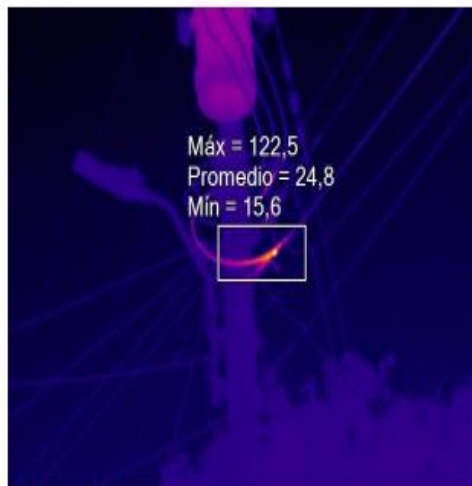 Máx = 122,5
Promedio = 24,8
Mín = 15,6